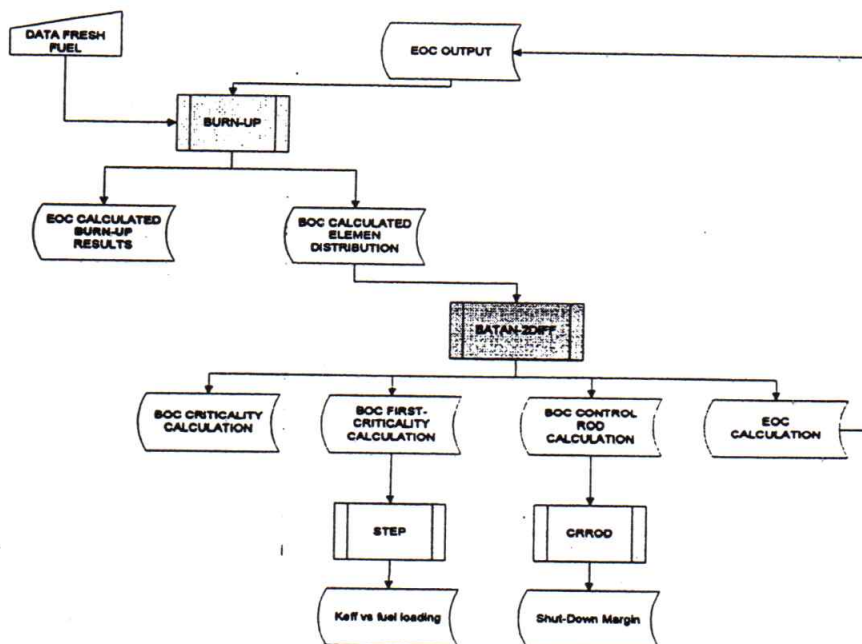 DATA FRESH
FUEL
EOC OUTPUT
BURN-UP
EOC CALCULATED
BURN-UP
RESULTS
BOC CALCULATED
ELEMEN
DISTRIBUTION
BATAN-2DIFF
BOC CRITICALITY
CALCULATION
BOC FIRST-
CRITICALITY
CALCULATION
BOC CONTROL
ROD
CALCULATION
EOC
CALCULATION
STEP
CRROD
Keff vs fuel loading
Shut-Down Margin